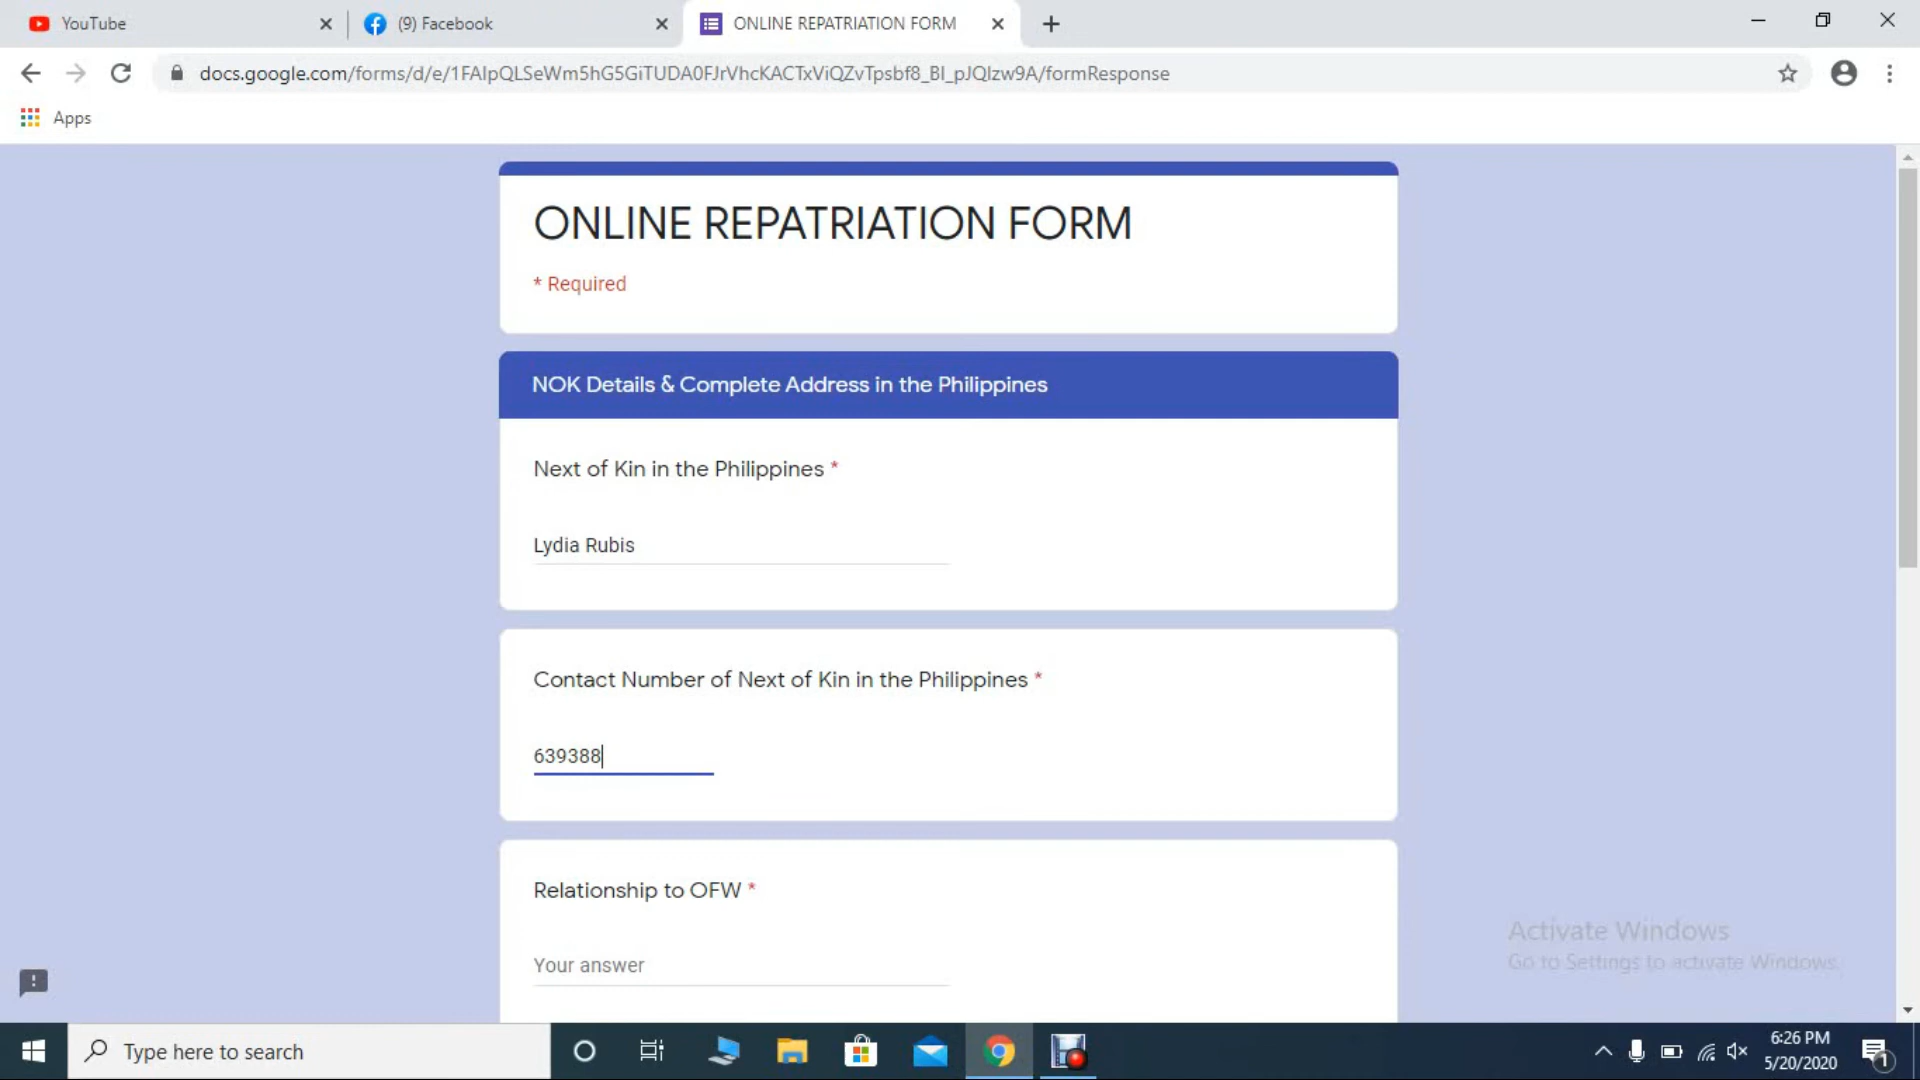 YouTube
(9) Facebook
ONLINE REPATRIATION FORM
docs.google.com/forms/d/e/1FAIpQLSeWm5hG5GiTUDA0FJrVhcKACTxViQZvTpsbf8_BI_pJQIzw9A/formResponse
Apps
ONLINE REPATRIATION FORM
* Required
NOK Details & Complete Address in the Philippines
Next of Kin in the Philippines *
Lydia Rubis
Contact Number of Next of Kin in the Philippines *
639388
Relationship to OFW *
Your answer
Activate Windows
Go to Settings to activate Windows.
Type here to search
6:26 PM
5/20/2020
1